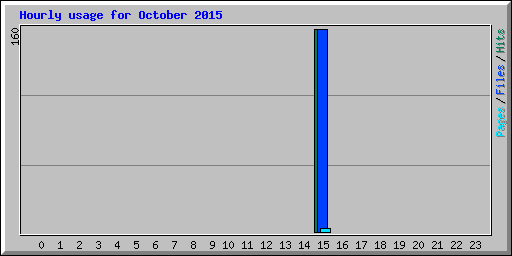 Hourly usage for October 2015
160
Pages/Files/Hits
0 1 2 3 4 5 6 7 8 9 10 11 12 13 14 15 16 17 18 19 20 21 22 23